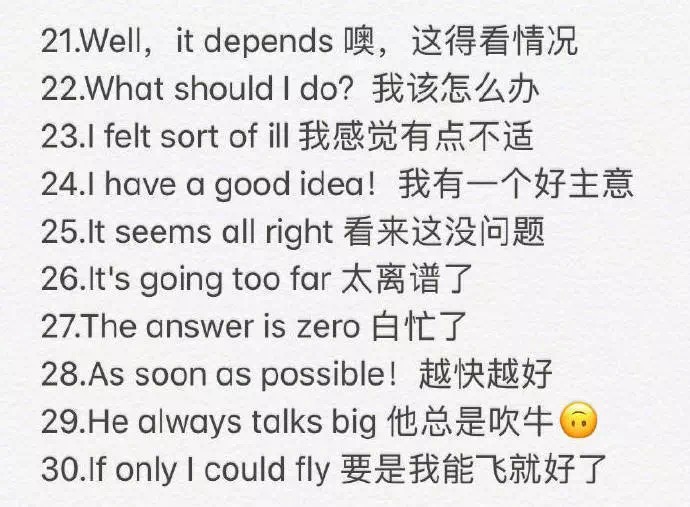 21.Well，it depends 噢，这得看情况
22.What should I do？我该怎么办
23.I felt sort of ill 我感觉有点不适
24.I have a good idea！我有一个好主意
25.It seems all right 看来这没问题
26.It's going too far 太离谱了
27.The answer is zero 白忙了
28.As soon as possible！越快越好
29.He always talks big 他总是吹牛🙃
30.If only I could fly 要是我能飞就好了